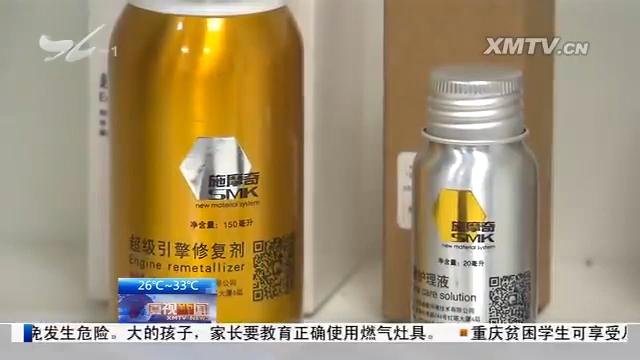 XMTV.CN
施摩奇
SMK
new material system
净含量：150毫升
超级引擎修复剂
Engine remetallizer
施摩奇
SMK
new material system
净含量：20毫升
护理液
care solution
26℃~33℃
XMTV-NEWS
免发生危险。大的孩子，家长要教育正确使用燃气灶具。
重庆贫困学生可享受